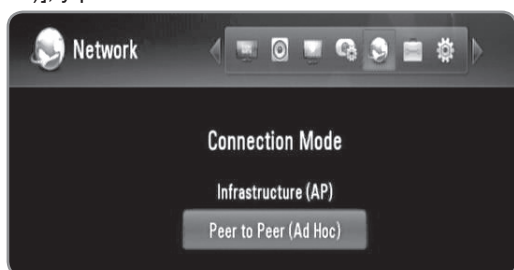 Network
Connection Mode
Infrastructure (AP)
Peer to Peer (Ad Hoc)